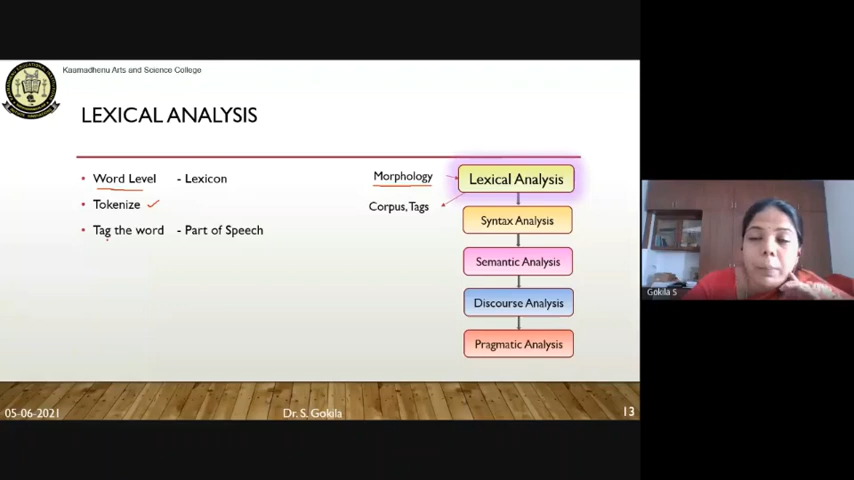 Kaamadhenu Arts and Science College
LEXICAL ANALYSIS
• Word Level - Lexicon
• Tokenize
• Tag the word - Part of Speech
Morphology
Corpus, Tags
Lexical Analysis
Syntax Analysis
Semantic Analysis
Discourse Analysis
Pragmatic Analysis
05-06-2021
Dr. S. Gokila
13
Gokila S